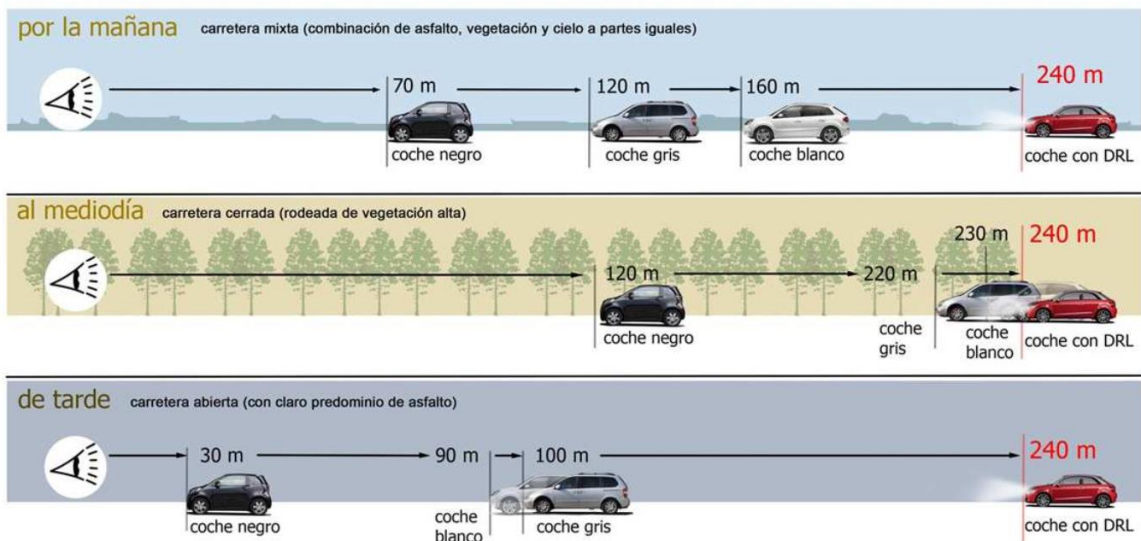 por la mañana carretera mixta (combinación de asfalto, vegetación y cielo a partes iguales)
70 m 120 m 160 m 240 m
coche negro coche gris coche blanco coche con DRL
al mediodía carretera cerrada (rodeada de vegetación alta)
230 m 240 m
120 m 220 m
coche negro coche gris coche blanco coche con DRL
de tarde carretera abierta (con claro predominio de asfalto)
30 m 90 m 100 m 240 m
coche negro coche blanco coche gris coche con DRL